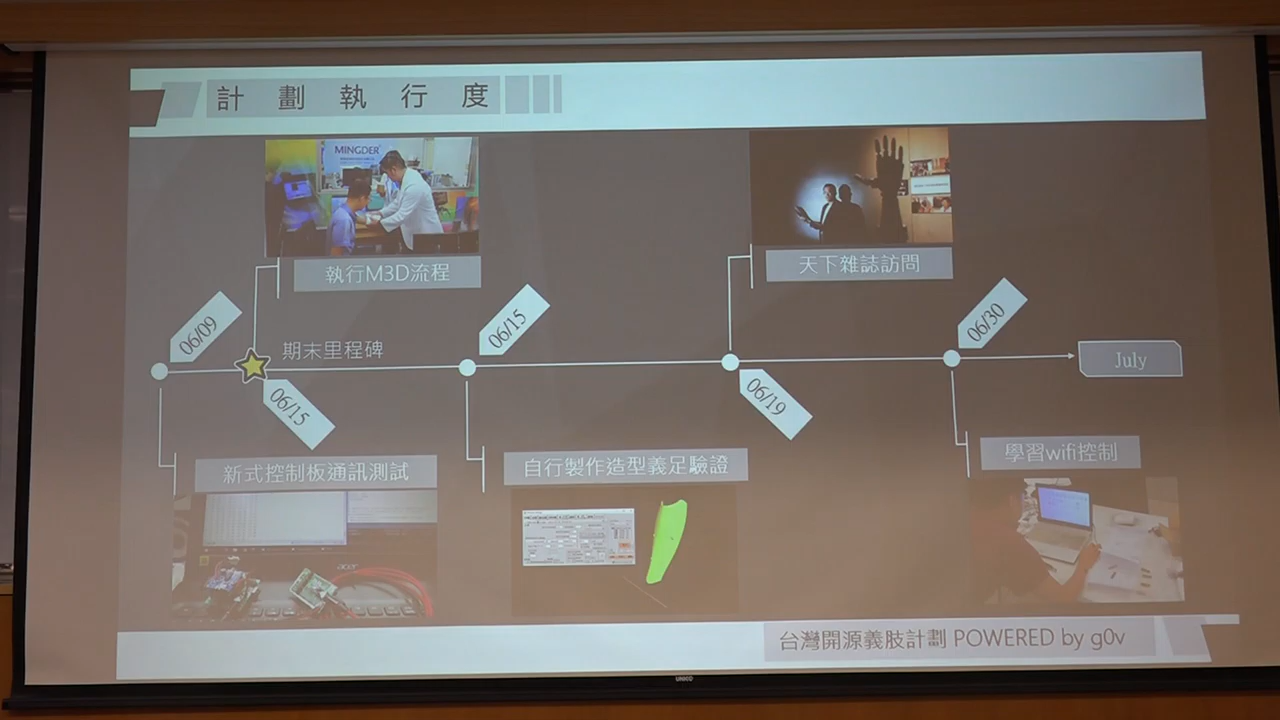 計劃執行度
MINGDER
執行M3D流程
天下雜誌訪問
06/09
06/15
06/30
期末里程碑
July
06/15
06/19
新式控制板通訊測試
自行製作造型義足驗證
學習wifi控制
acer
台灣開源義肢計劃 POWERED by g0v